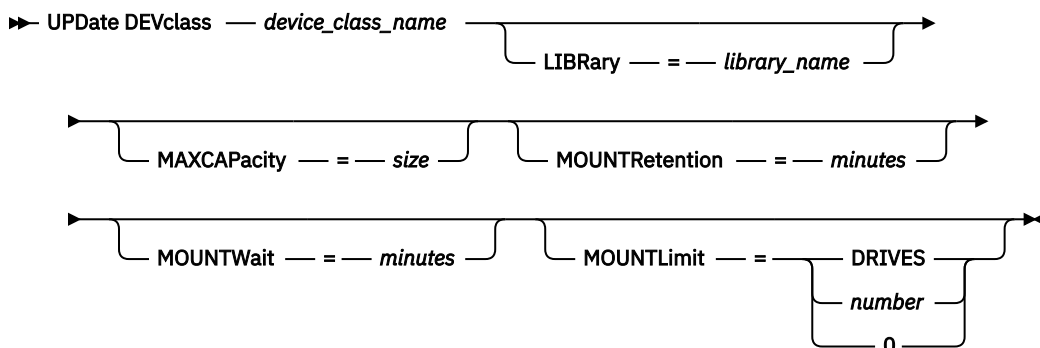 UPDate DEVclass device_class_name
LIBRary = library_name
MAXCAPacity = size MOUNTRetention = minutes
MOUNTWait = minutes MOUNTLimit = DRIVES
number
0